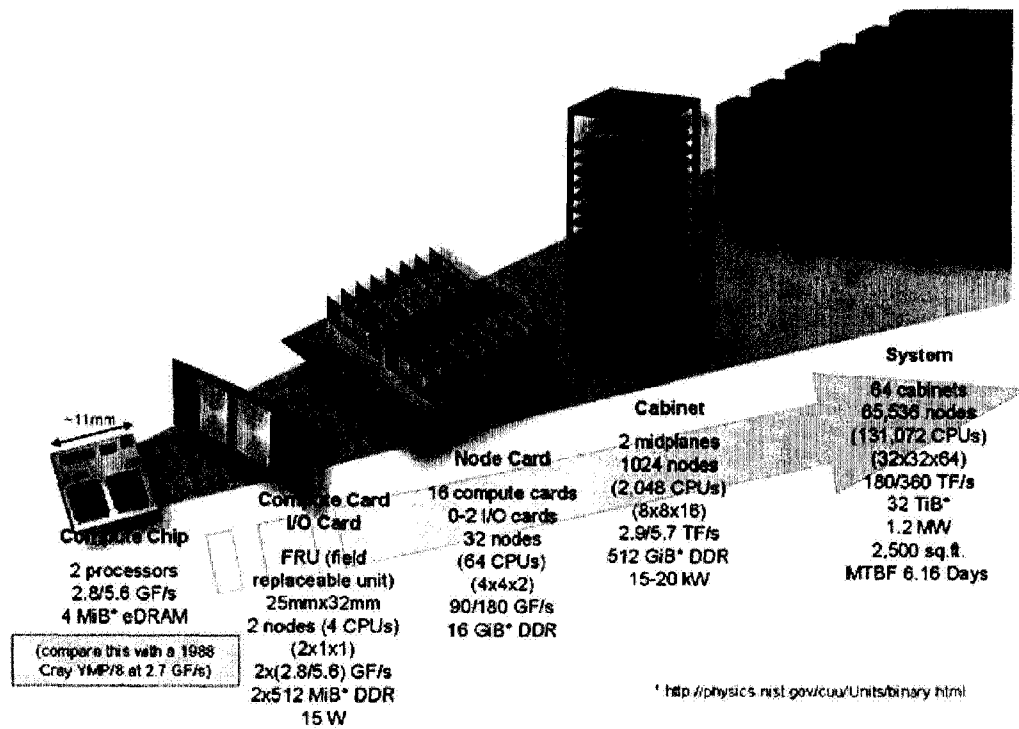 ~11mm
Compute Chip
2 processors
2.8/5.6 GF/s
4 MiB* eDRAM
(compare this with a 1988
Cray YMP/8 at 2.7 GF/s)
Compute Card
I/O Card
FRU (field
replaceable unit)
25mmx32mm
2 nodes (4 CPUs)
(2x1x1)
2x(2.8/5.6) GF/s
2x512 MiB* DDR
15 W
Node Card
16 compute cards
0-2 I/O cards
32 nodes
(64 CPUs)
(4x4x2)
90/180 GF/s
16 GiB* DDR
Cabinet
2 midplanes
1024 nodes
(2,048 CPUs)
(8x8x16)
2.9/5.7 TF/s
512 GiB* DDR
15-20 kW
System
64 cabinets
65,536 nodes
(131,072 CPUs)
(32x32x64)
180/360 TF/s
32 TiB*
1.2 MW
2,500 sq.ft.
MTBF 6.16 Days
* http://physics.nist.gov/cuu/Units/binary.html